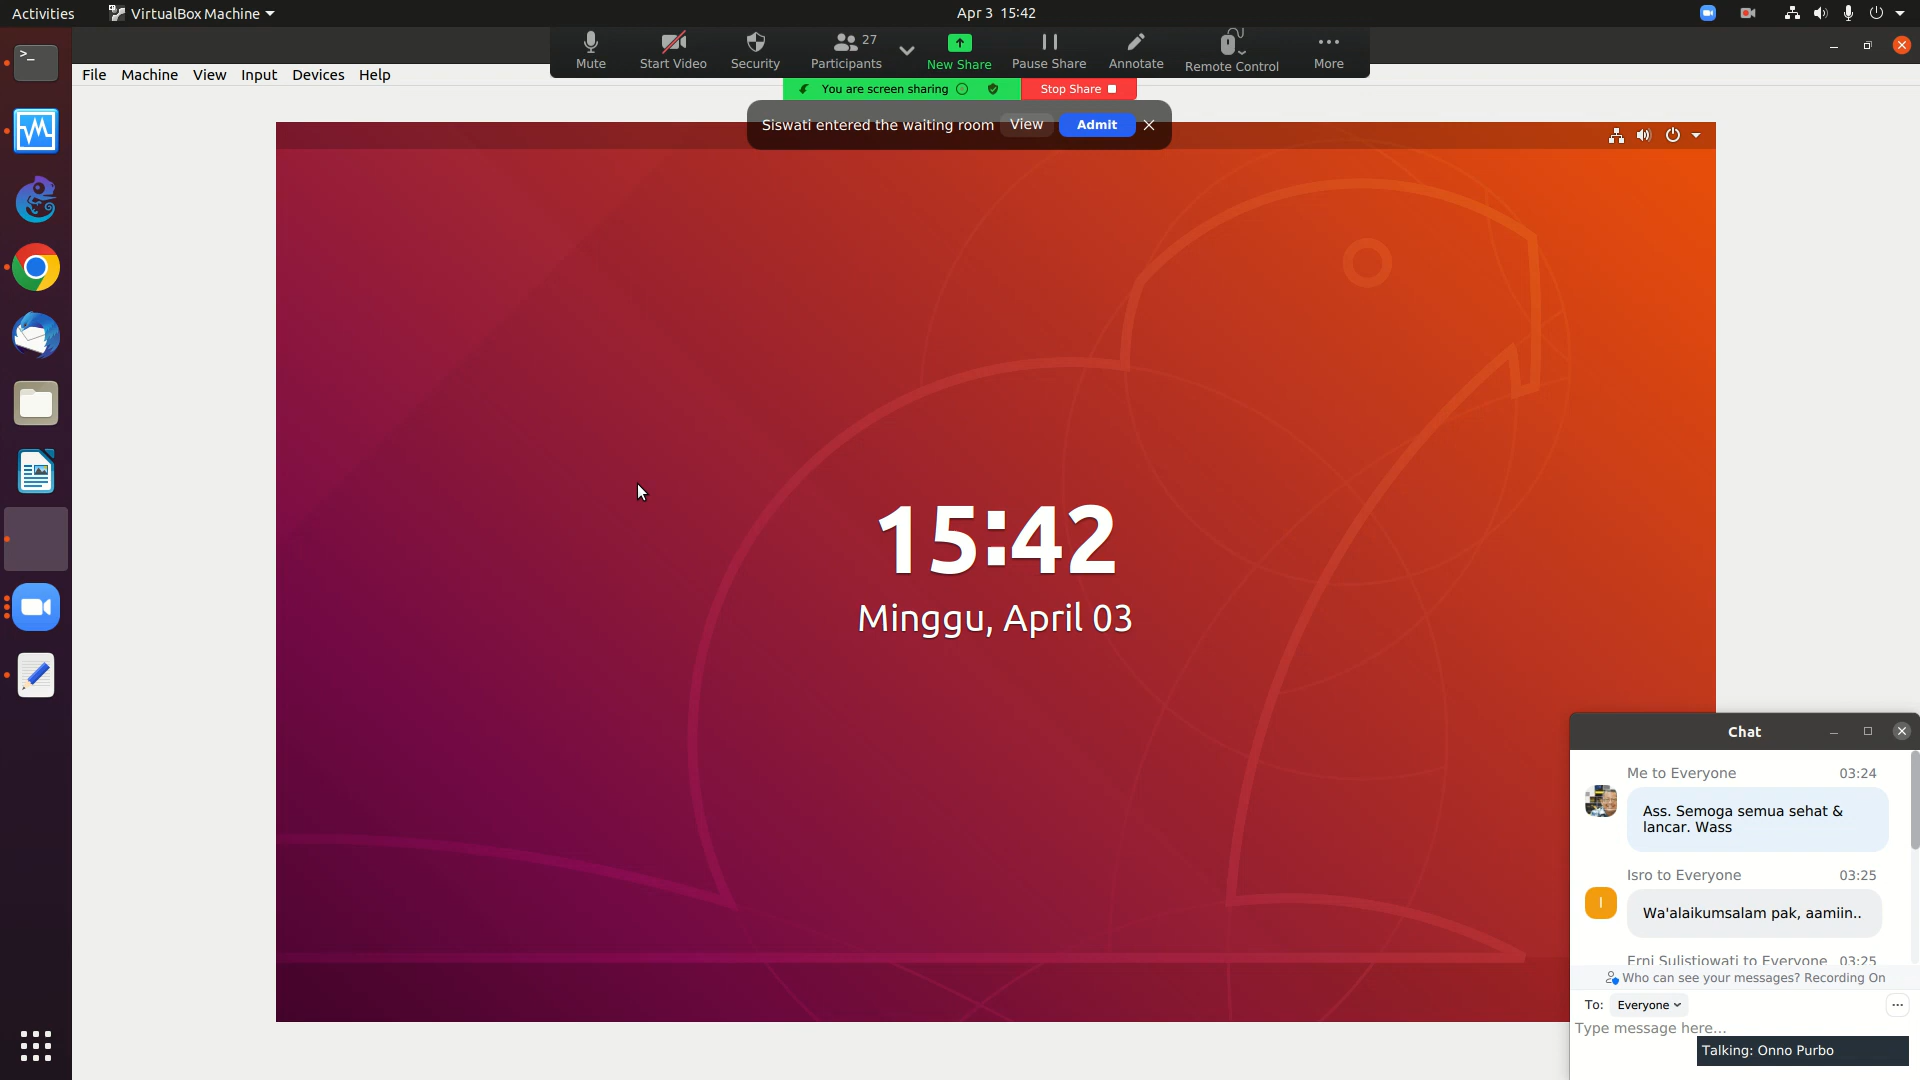 Activities VirtualBox Machine Apr 3 15:42
Mute Start Video Security Participants 27 New Share Pause Share Annotate Remote Control More
File Machine View Input Devices Help
You are screen sharing Stop Share
Siswati entered the waiting room View Admit
15:42
Minggu, April 03
Chat
Me to Everyone 03:24
Ass. Semoga semua sehat &
lancar. Wass
Isro to Everyone 03:25
I
Wa'alaikumsalam pak, aamiin..
Erni Sulistiowati to Everyone 03:25
Who can see your messages? Recording On
To: Everyone
Type message here...
Talking: Onno Purbo